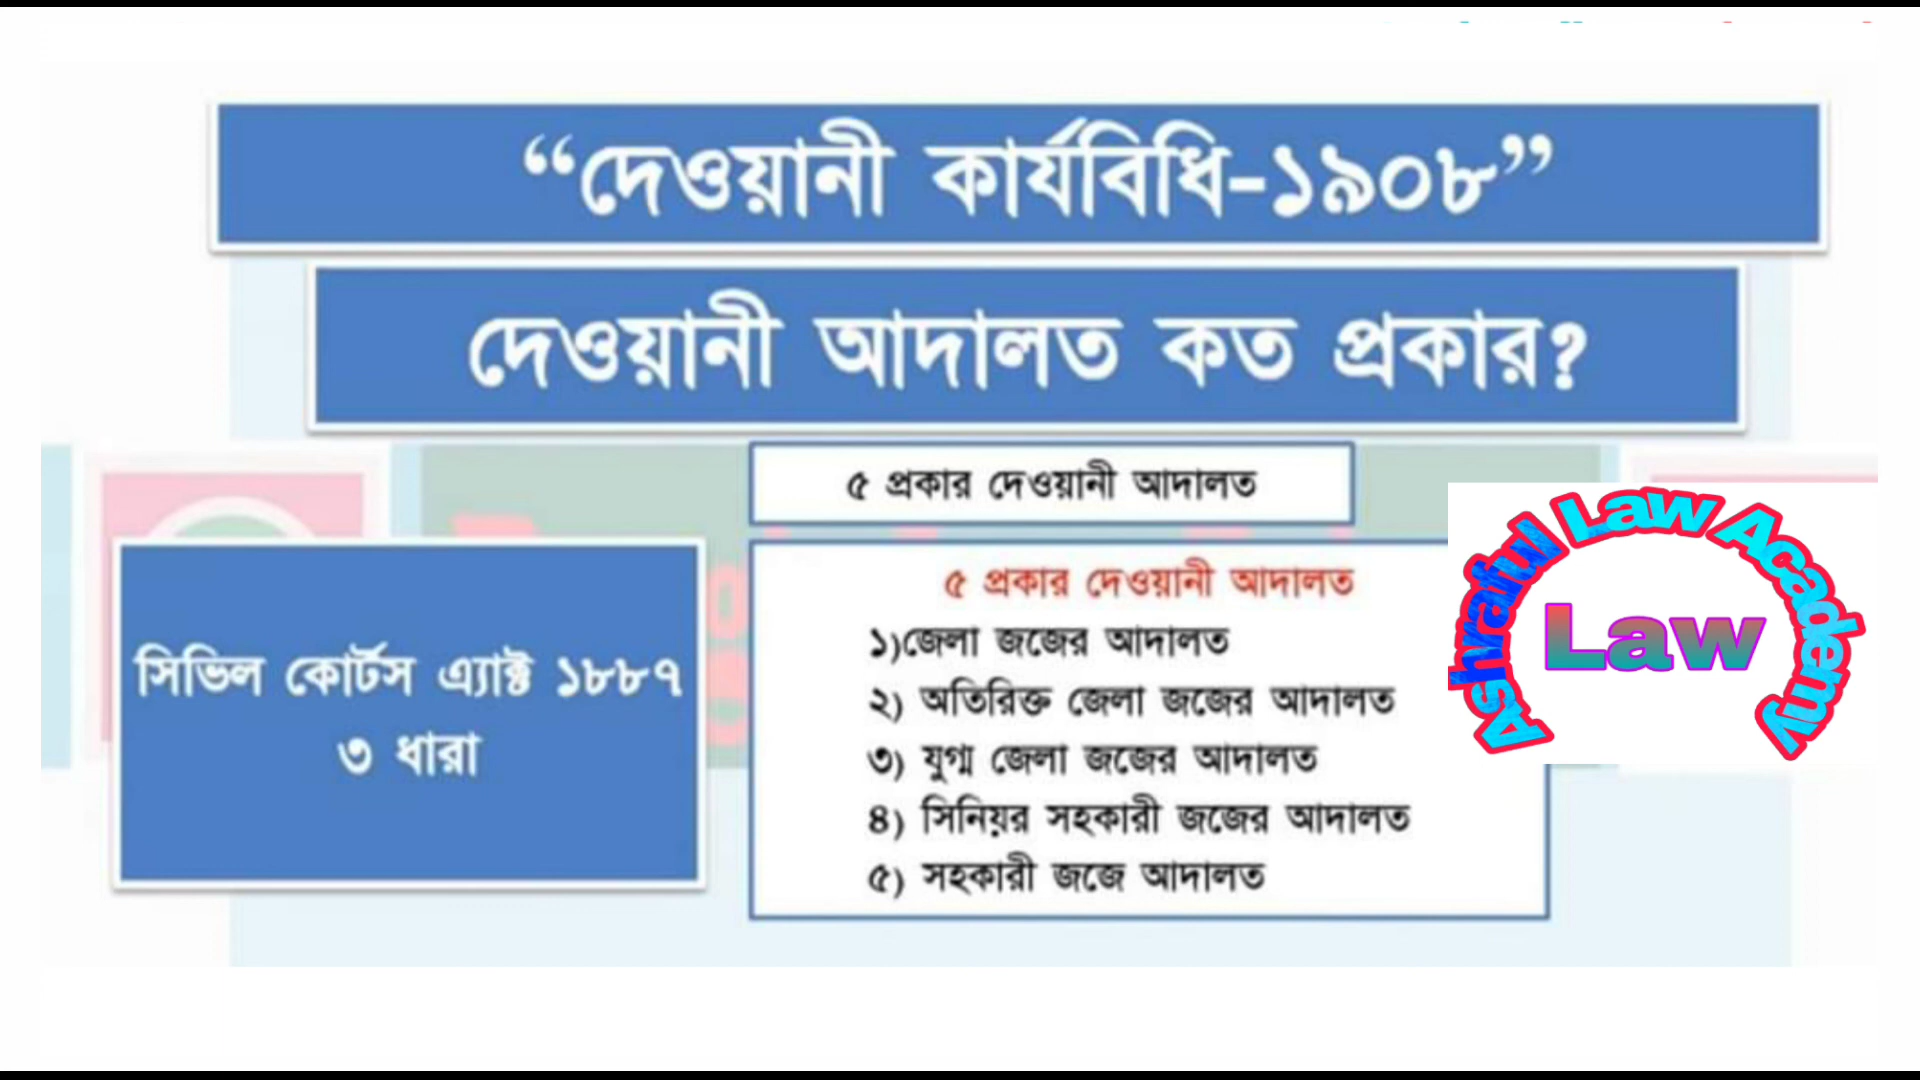 “দেওয়ানী কার্যবিধি-১৯০৮”
দেওয়ানী আদালত কত প্রকার?
৫ প্রকার দেওয়ানী আদালত
সিভিল কোর্টস এ্যাক্ট ১৮৮৭
৩ ধারা
৫ প্রকার দেওয়ানী আদালত
১)জেলা জজের আদালত
২) অতিরিক্ত জেলা জজের আদালত
৩) যুগ্ম জেলা জজের আদালত
৪) সিনিয়র সহকারী জজের আদালত
৫) সহকারী জজে আদালত
Ashraiful Law Academy
Law